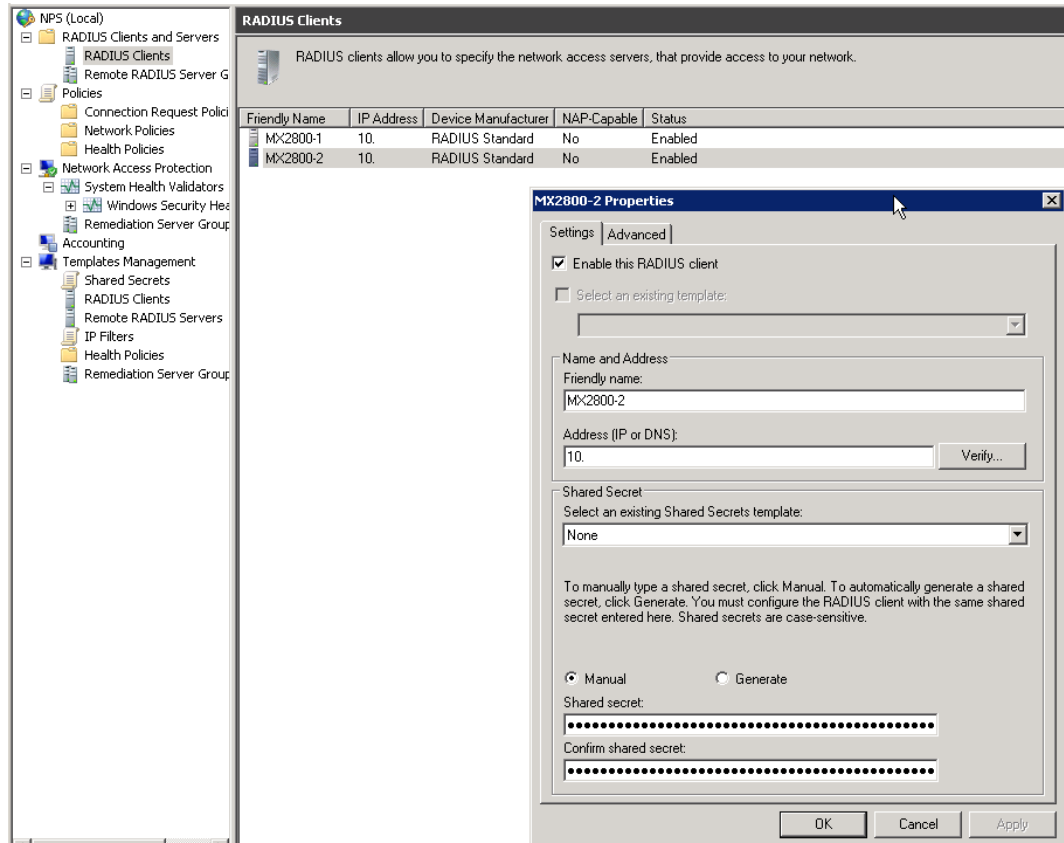 NPS (Local)
RADIUS Clients and Servers
RADIUS Clients
Remote RADIUS Server G
Policies
Connection Request Polici
Network Policies
Health Policies
Network Access Protection
System Health Validators
Windows Security Hea
Remediation Server Group
Accounting
Templates Management
Shared Secrets
RADIUS Clients
Remote RADIUS Servers
IP Filters
Health Policies
Remediation Server Group
RADIUS Clients
RADIUS clients allow you to specify the network access servers, that provide access to your network.
Friendly Name IP Address Device Manufacturer NAP-Capable Status
MX2800-1 10. RADIUS Standard No Enabled
MX2800-2 10. RADIUS Standard No Enabled
MX2800-2 Properties
Settings Advanced
Enable this RADIUS client
Select an existing template:
Name and Address
Friendly name:
MX2800-2
Address (IP or DNS):
10. Verify...
Shared Secret
Select an existing Shared Secrets template:
None
To manually type a shared secret, click Manual. To automatically generate a shared
secret, click Generate. You must configure the RADIUS client with the same shared
secret entered here. Shared secrets are case-sensitive.
Manual Generate
Shared secret:
Confirm shared secret:
OK Cancel Apply